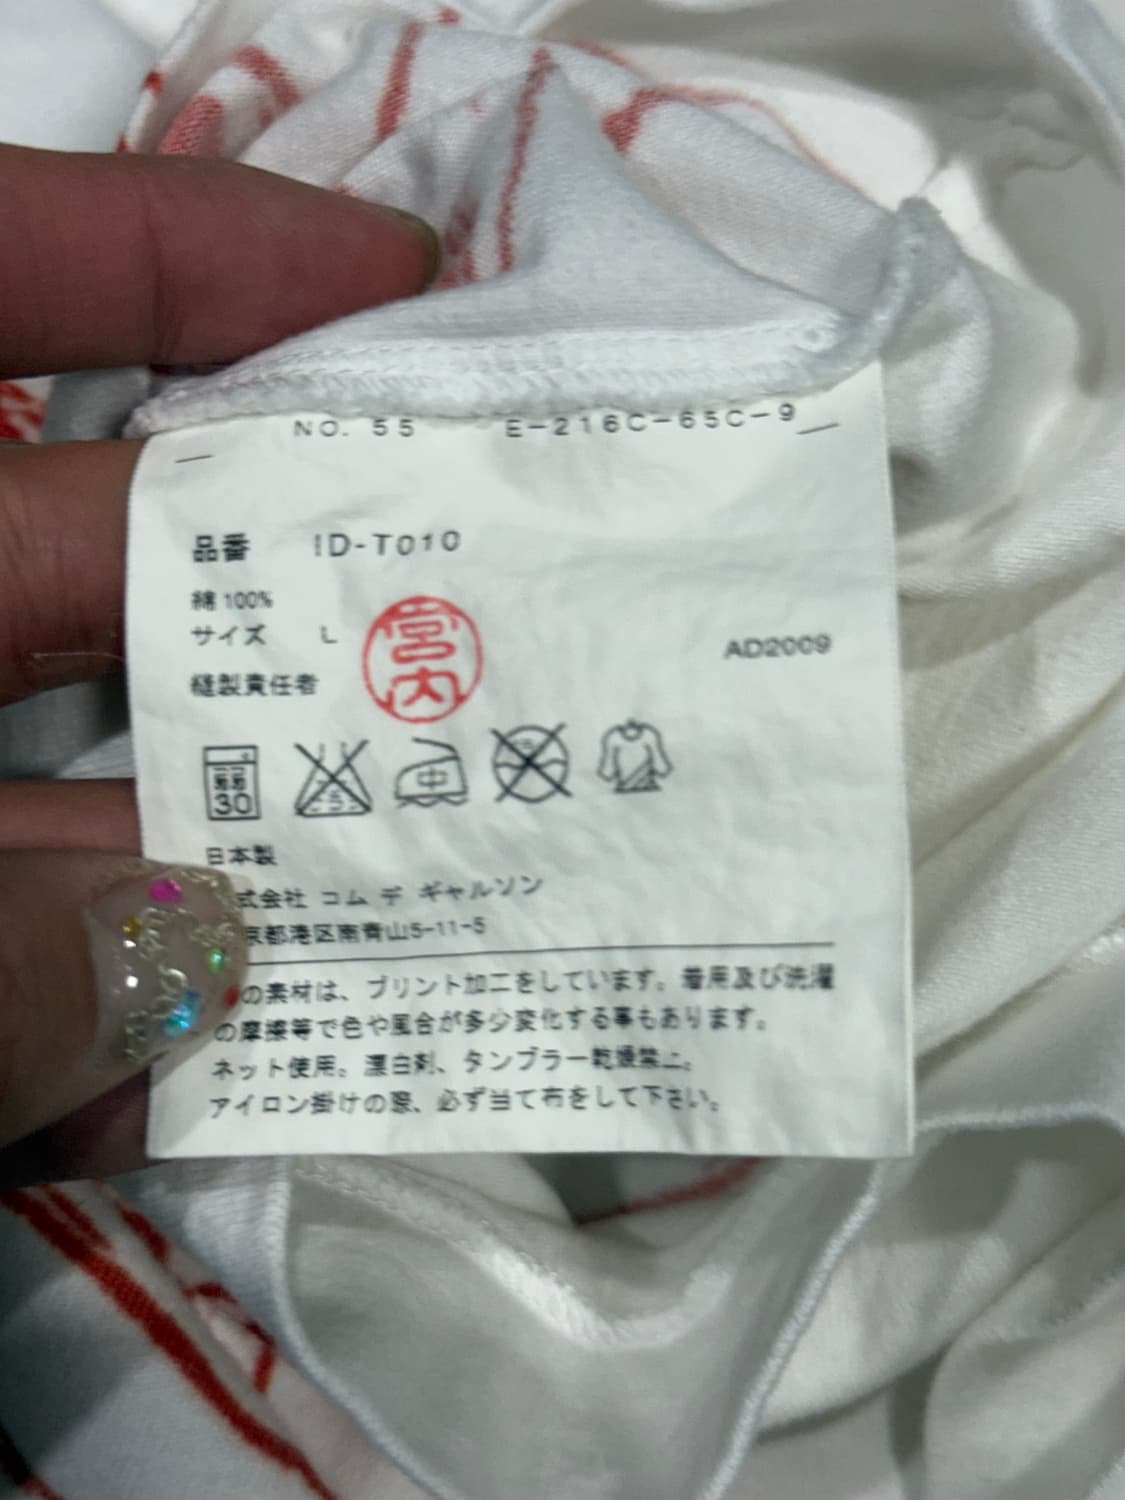 NO. 55 E-216C-65C-9
品番 ID-T010
綿 100%
サイズ L
宮内
AD2009
縫製責任者
弱 30 中
日本製
式会社 コム デ ギャルソン
京都港区南青山5-11-5
の素材は、プリント加工をしています。着用及び洗濯
の摩擦等で色や風合が多少変化する事もあります。
ネット使用。漂白剤、タンブラー乾燥禁止。
アイロン掛けの際、必ず当て布をして下さい。